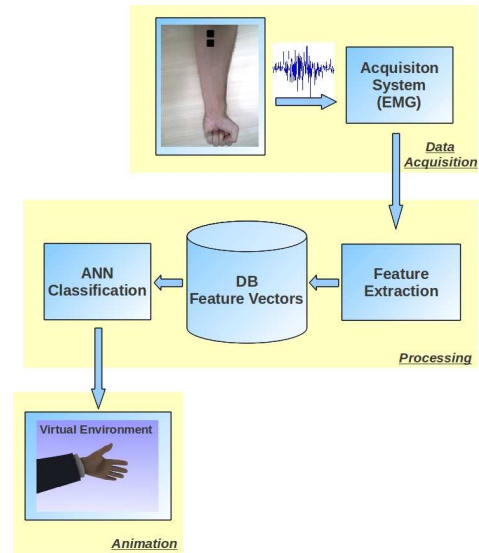 Acquisiton
System
(EMG)
Data
Acquisition
ANN
Classification
DB
Feature Vectors
Feature
Extraction
Processing
Virtual Environment
Animation